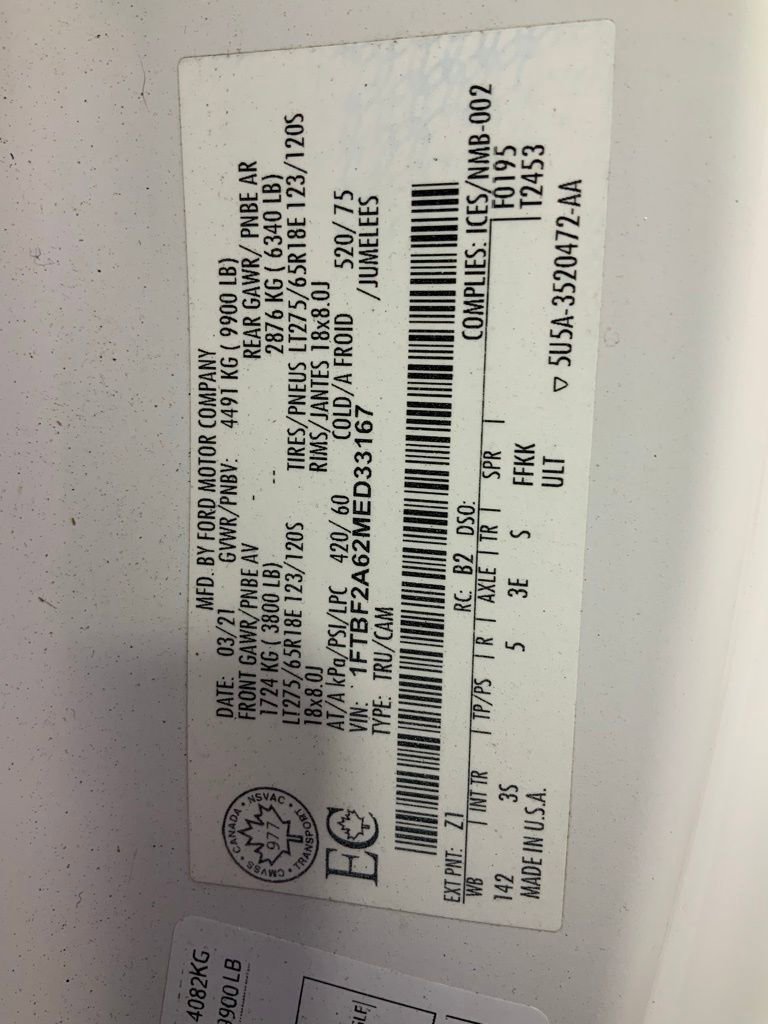 MFD. BY FORD MOTOR COMPANY
DATE: 03/21 GVWR/PNBV: 4491 KG ( 9900 LB)
FRONT GAWR/PNBE AV - REAR GAWR/ PNBE AR
1724 KG ( 3800 LB) -- 2876 KG ( 6340 LB)
LT275/65R18E 123/120S TIRES/PNEUS LT275/65R18E 123/120S
18x8.0J RIMS/JANTES 18x8.0J
AT/A kPa/PSI/LPC 420/ 60 COLD/A FROID 520/ 75
VIN: 1FTBF2A62MED33167 /JUMELEES
TYPE: TRU/CAM
CANADA • NSVAC • TRANSPORT • CMVSS •
977
EC
COMPLIES: ICES/NMB-002
EXT PNT: Z1 RC: B2 DSO: F0195
WB | INT TR | TP/PS | R | AXLE | TR | SPR | T2453
142 3S 5 3E S FFKK
MADE IN U.S.A. ULT
▽ 5U5A-3520472-AA
4082KG
9900 LB